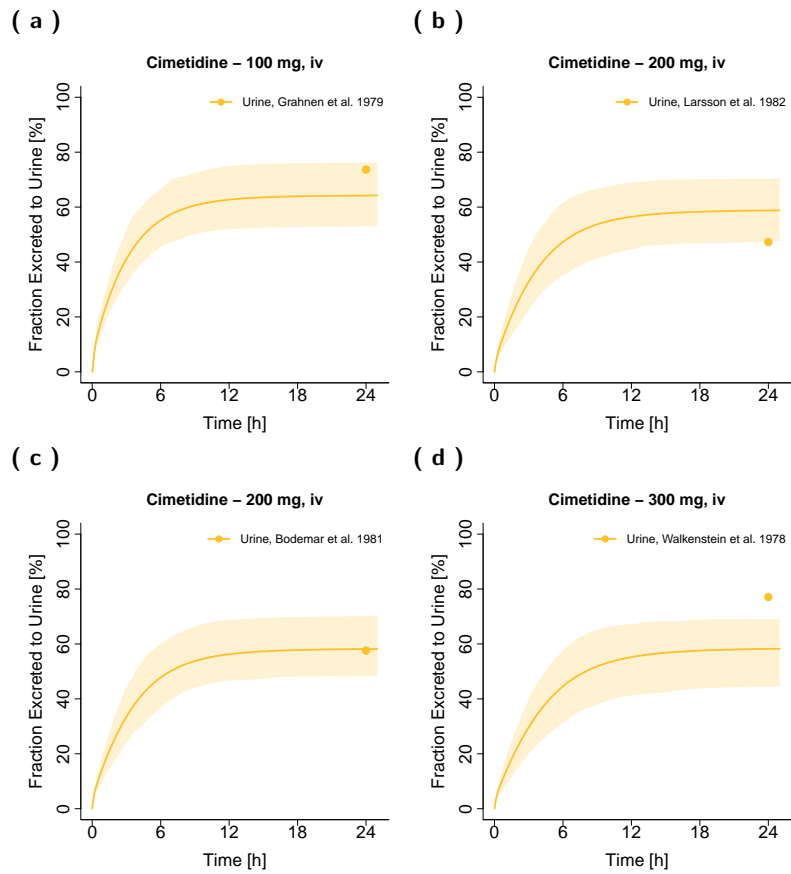 ( a )
Cimetidine – 100 mg, iv
Urine, Grahnen et al. 1979
Fraction Excreted to Urine [%]
100
80
60
40
20
0
0 6 12 18 24
Time [h]
( b )
Cimetidine – 200 mg, iv
Urine, Larsson et al. 1982
Fraction Excreted to Urine [%]
100
80
60
40
20
0
0 6 12 18 24
Time [h]
( c )
Cimetidine – 200 mg, iv
Urine, Bodemar et al. 1981
Fraction Excreted to Urine [%]
100
80
60
40
20
0
0 6 12 18 24
Time [h]
( d )
Cimetidine – 300 mg, iv
Urine, Walkenstein et al. 1978
Fraction Excreted to Urine [%]
100
80
60
40
20
0
0 6 12 18 24
Time [h]